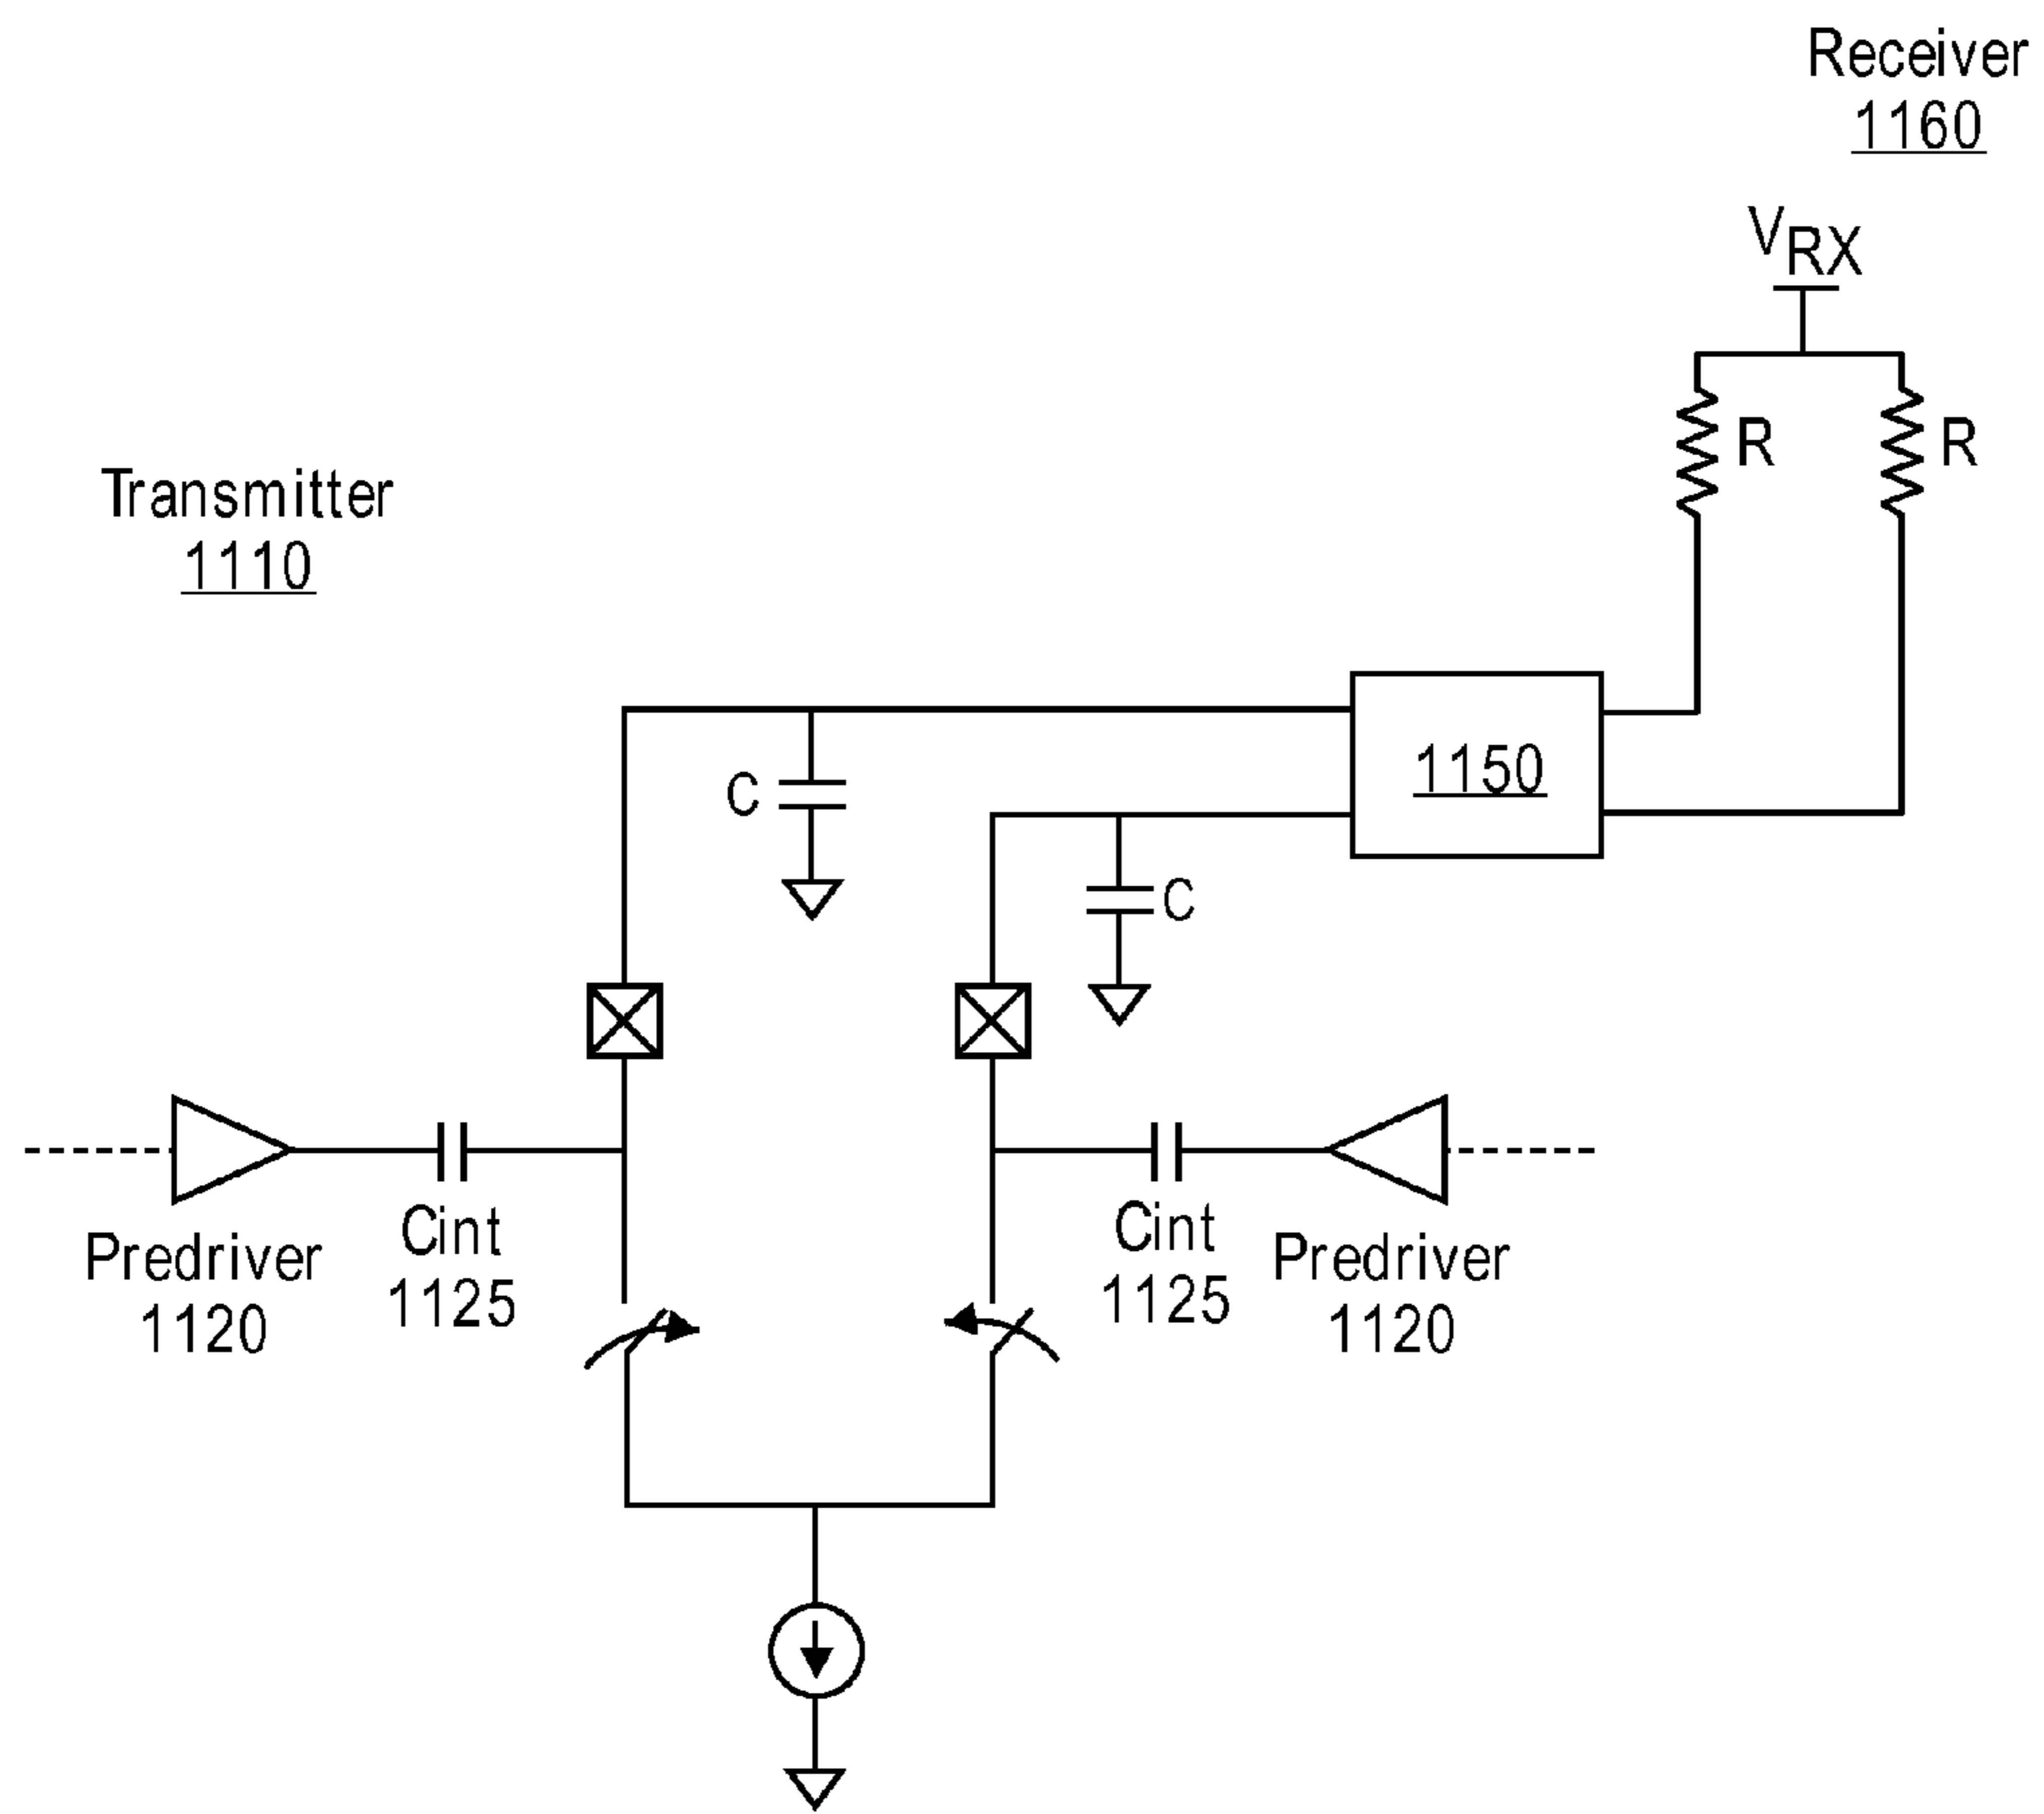 Receiver
1160
VRX
R
R
Transmitter
1110
1150
C
C
Cint
1125
Cint
1125
Predriver
1120
Predriver
1120